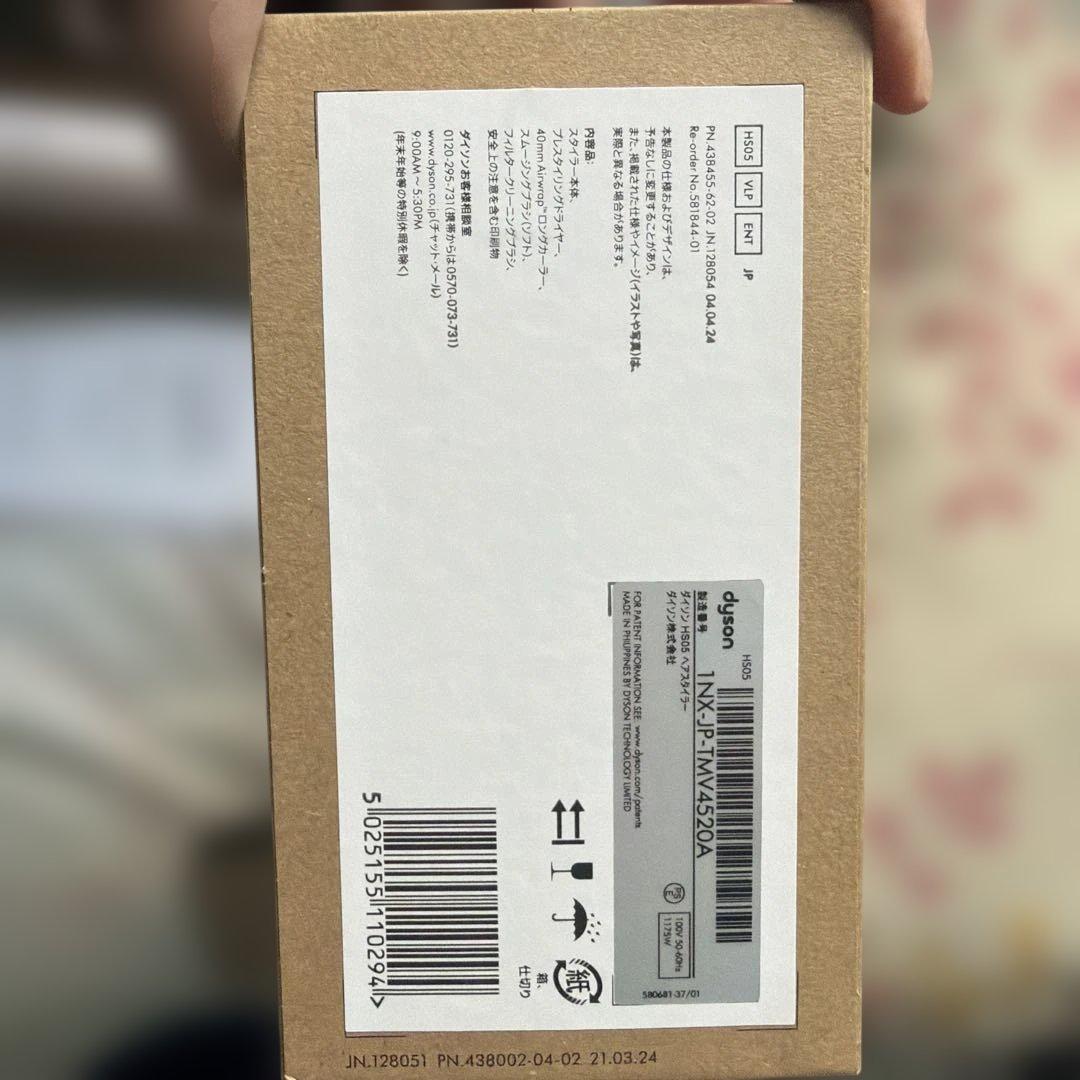 HS05 VLP ENT JP
PN.438455-62-02 JN.128054 04.04.24
Re-order No.581844-01
本製品の仕様およびデザインは、
予告なしに変更することがあり、
また、掲載された仕様やイメージ(イラストや写真)は、
実際と異なる場合があります。
内容品:
スタイラー本体、
プレスタイリングドライヤー、
40mm Airwrap™ ロングカーラー、
スムージングブラシ(ソフト)、
フィルタークリーニングブラシ、
安全上の注意を含む印刷物
ダイソンお客様相談室
0120-295-731(携帯からは0570-073-731)
www.dyson.co.jp(チャット・メール)
9:00AM～5:30PM
(年末年始等の特別休暇を除く)
dyson HS05
製造番号 1NX-JP-TMV4520A
ダイソン HS05 ヘアスタイラー
ダイソン株式会社
PSE
100V 50-60Hz
1175W
FOR PATENT INFORMATION SEE: www.dyson.com/patents
MADE IN PHILIPPINES BY DYSON TECHNOLOGY LIMITED
580681-37/01
紙
箱、
仕切り
5 025155 110294 >
JN.128051 PN.438002-04-02 21.03.24